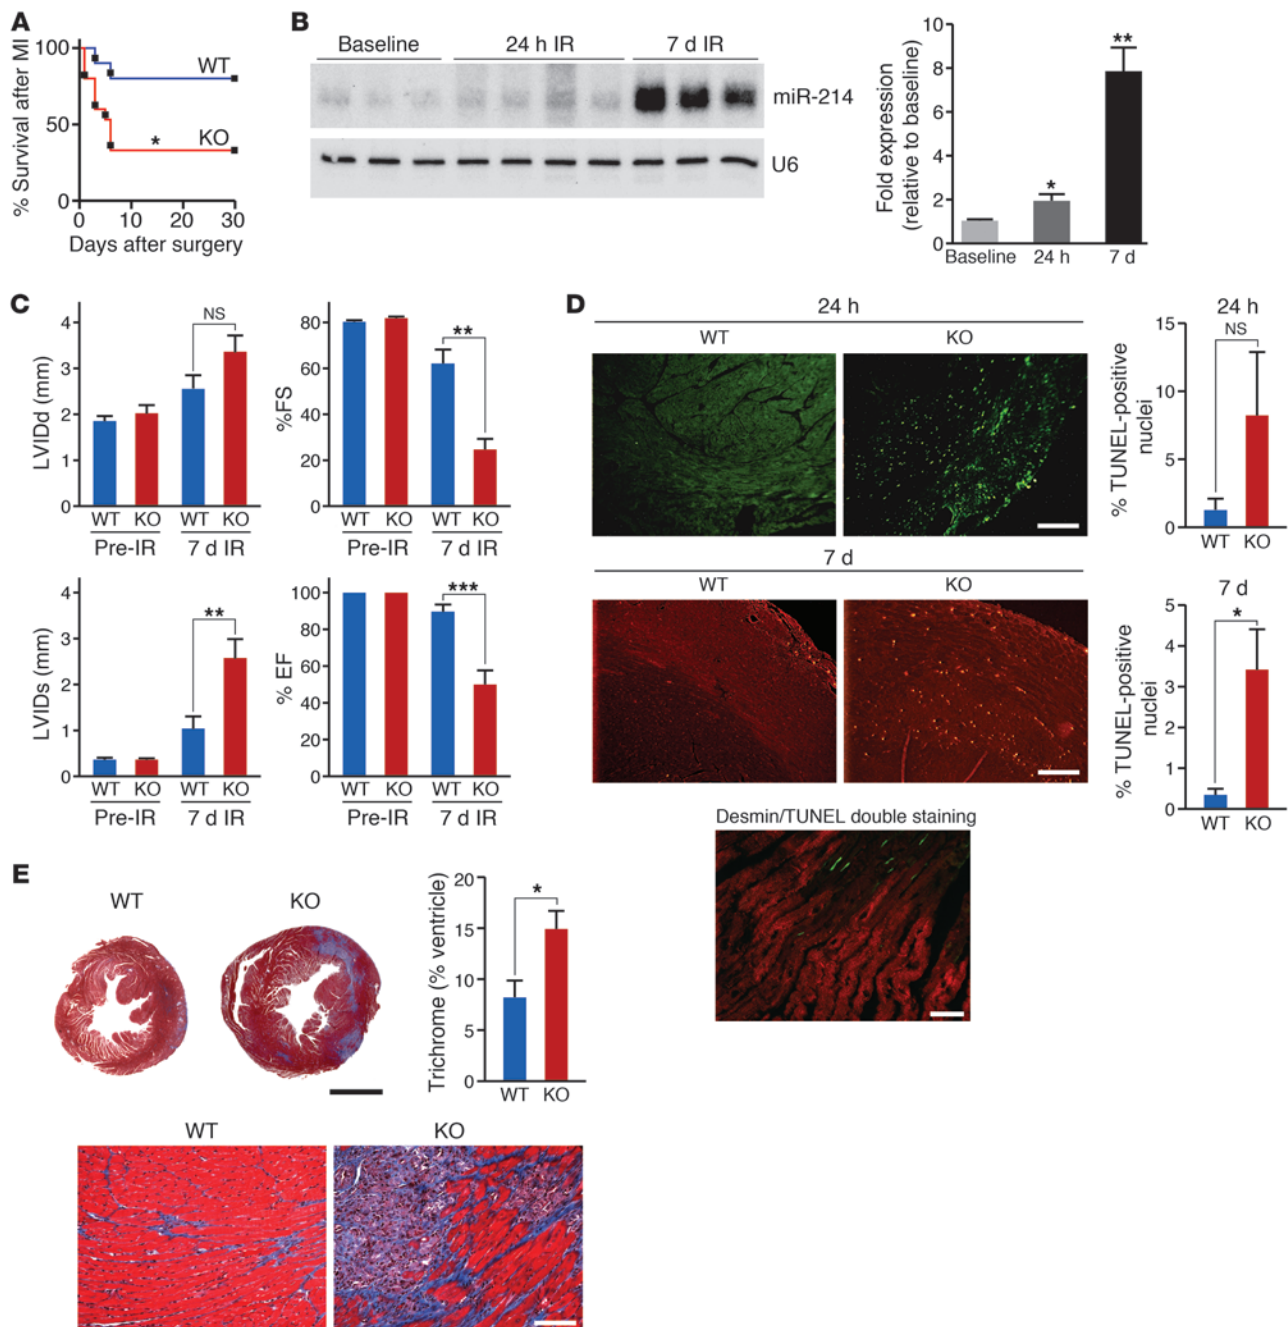 A
% Survival after MI
100
50
0
WT
KO
*
0 10 20 30
Days after surgery
B
Baseline 24 h IR 7 d IR
miR-214
U6
Fold expression
(relative to baseline)
10
8
6
4
2
0
*
**
Baseline 24 h 7 d
C
LVIDd (mm)
4
3
2
1
0
NS
WT KO WT KO
Pre-IR 7 d IR
%FS
80
60
40
20
0
**
WT KO WT KO
Pre-IR 7 d IR
LVIDs (mm)
4
3
2
1
0
**
WT KO WT KO
Pre-IR 7 d IR
% EF
100
80
60
40
20
0
***
WT KO WT KO
Pre-IR 7 d IR
D
24 h
WT KO
24 h
% TUNEL-positive
nuclei
15
10
5
0
NS
WT KO
7 d
WT KO
7 d
% TUNEL-positive
nuclei
5
4
3
2
1
0
*
WT KO
Desmin/TUNEL double staining
E
WT KO
Trichrome (% ventricle)
20
15
10
5
0
*
WT KO
WT KO